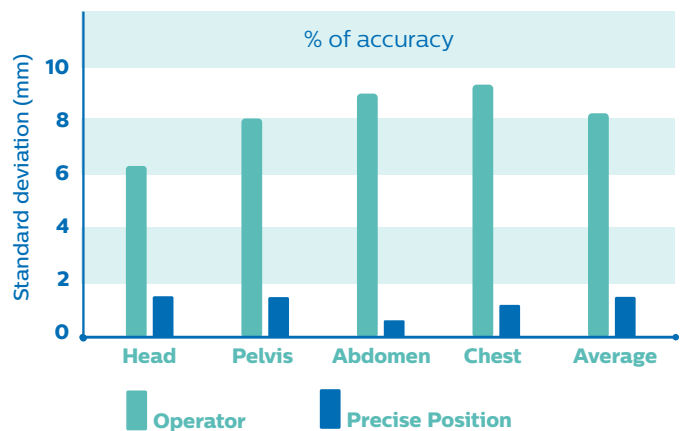 % of accuracy
Standard deviation (mm)
10
8
6
4
2
0
Head Pelvis Abdomen Chest Average
Operator Precise Position